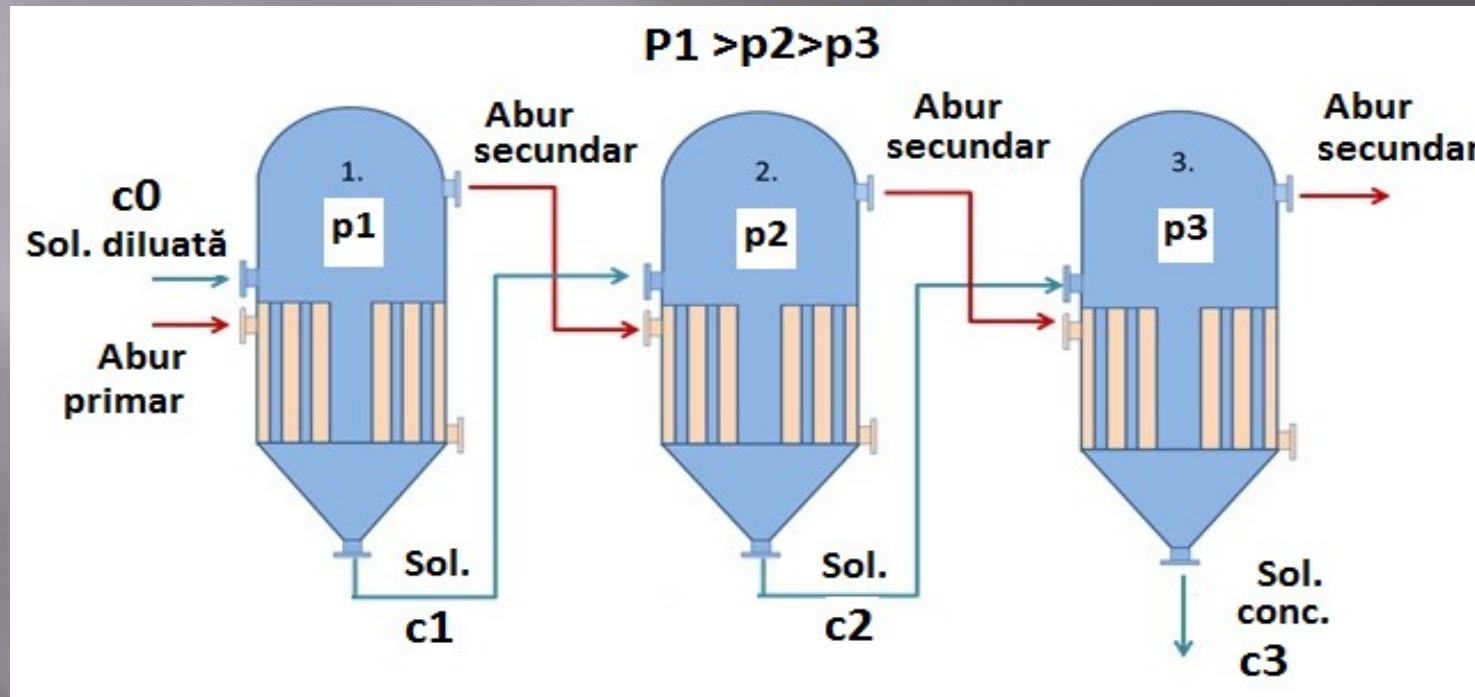 P1 >p2>p3
Abur
secundar
Abur
secundar
Abur
secundar
1.
p1
2.
p2
3.
p3
c0
Sol. diluată
Abur
primar
Sol.
c1
Sol.
c2
Sol.
conc.
c3